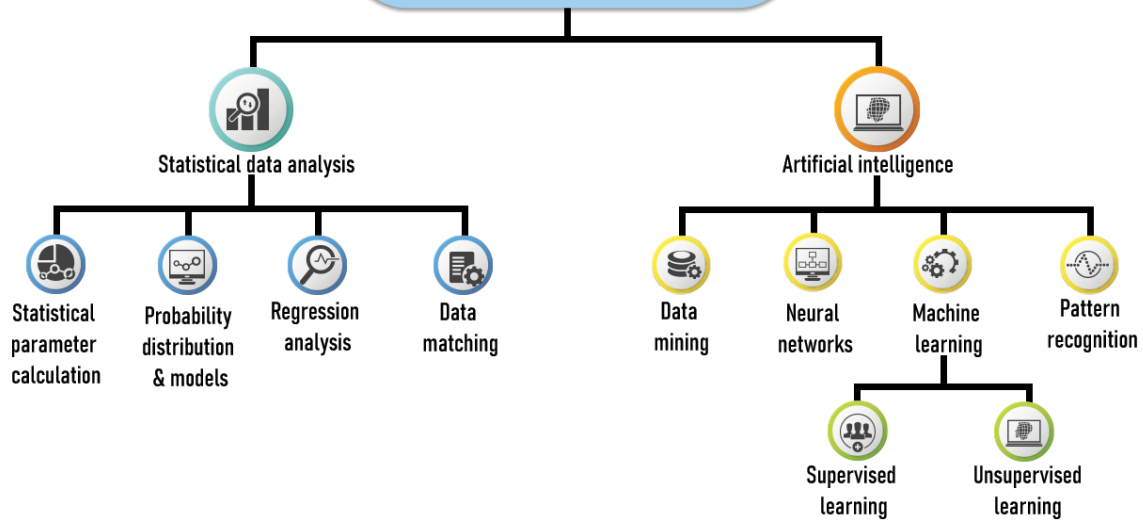 Statistical data analysis
Artificial intelligence
Statistical
parameter
calculation
Probability
distribution
& models
Regression
analysis
Data
matching
Data
mining
Neural
networks
Machine
learning
Pattern
recognition
Supervised
learning
Unsupervised
learning